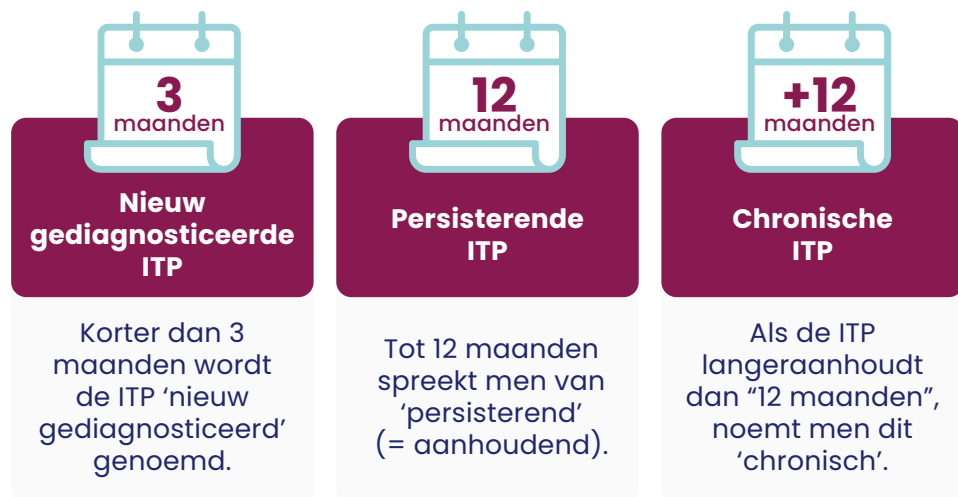 3
maanden
Nieuw
gediagnosticeerde
ITP
Korter dan 3
maanden wordt
de ITP ‘nieuw
gediagnosticeerd’
genoemd.
12
maanden
Persisterende
ITP
Tot 12 maanden
spreekt men van
‘persisterend’
(= aanhoudend).
+12
maanden
Chronische
ITP
Als de ITP
langeraanhoudt
dan “12 maanden”,
noemt men dit
‘chronisch’.